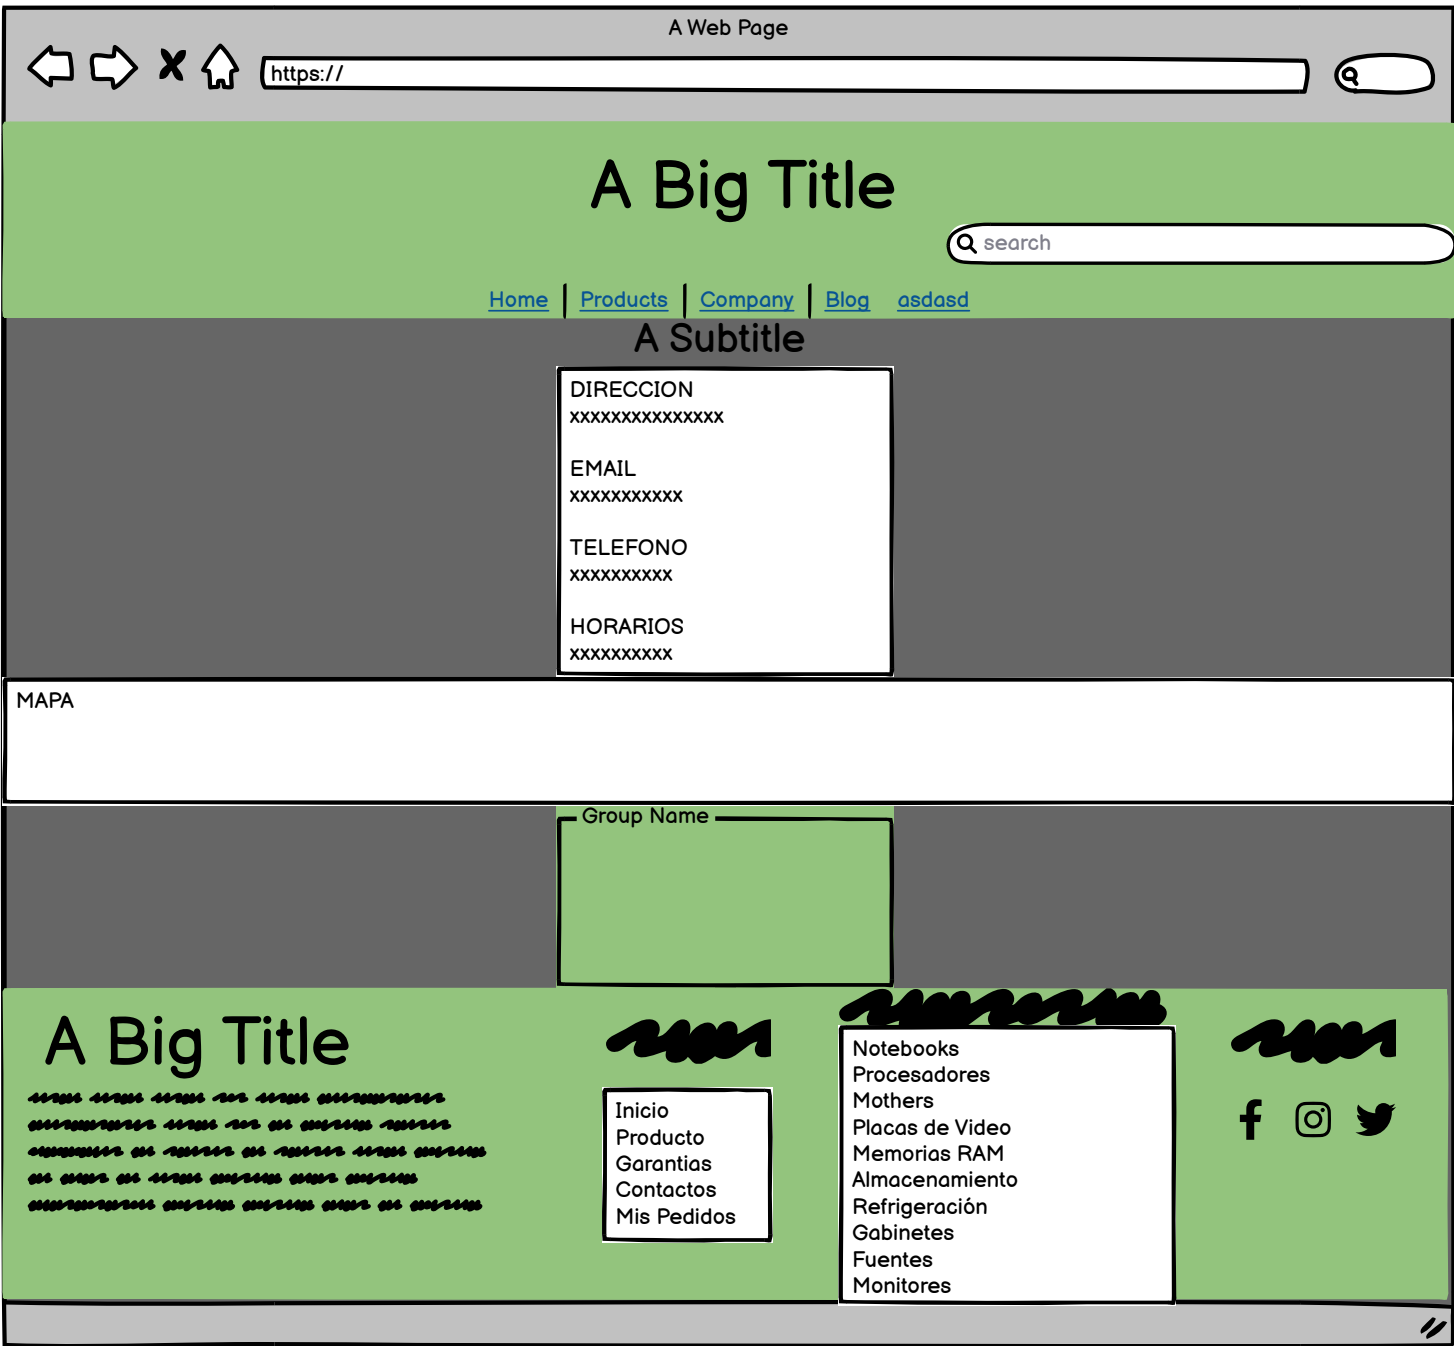 A Web Page
https://
A Big Title
search
Home Products Company Blog asdasd
A Subtitle
DIRECCION
xxxxxxxxxxxxxxx
EMAIL
xxxxxxxxxxx
TELEFONO
xxxxxxxxxx
HORARIOS
xxxxxxxxxx
MAPA
Group Name
A Big Title
Inicio
Producto
Garantias
Contactos
Mis Pedidos
Notebooks
Procesadores
Mothers
Placas de Video
Memorias RAM
Almacenamiento
Refrigeración
Gabinetes
Fuentes
Monitores